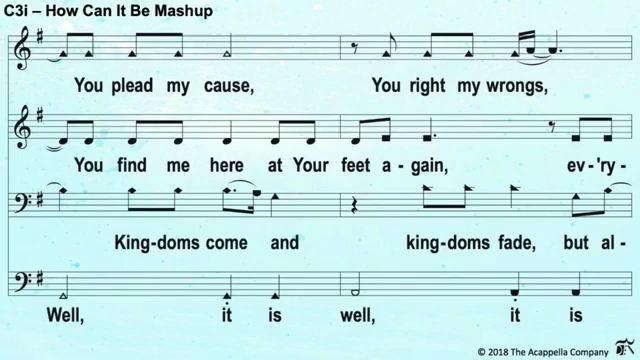 C3i – How Can It Be Mashup
You plead my cause, You right my wrongs,
You find me here at Your feet a - gain, ev-'ry -
King-doms come and king-doms fade, but al -
Well, it is well, it is
© 2018 The Acappella Company